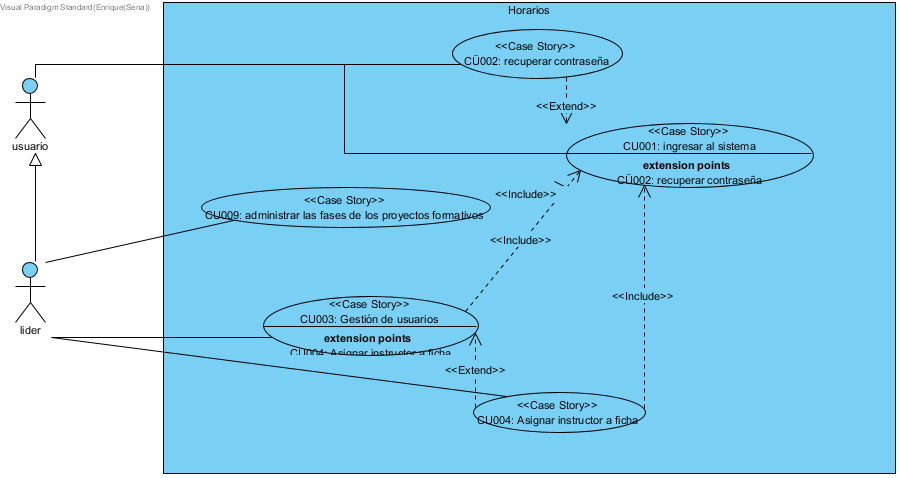 Visual Paradigm Standard(Enrique(Sena))
Horarios
<<Case Story>>
CÜ002: recuperar contraseña
<<Extend>>
usuario
<<Case Story>>
CU001: ingresar al sistema
extension points
CÜ002: recuperar contraseña
<<Include>>
<<Case Story>>
CU009: administrar las fases de los proyectos formativos
<<Include>>
<<Include>>
lider
<<Case Story>>
CU003: Gestión de usuarios
extension points
CU004: Asignar instructor a ficha
<<Extend>>
<<Case Story>>
CU004: Asignar instructor a ficha